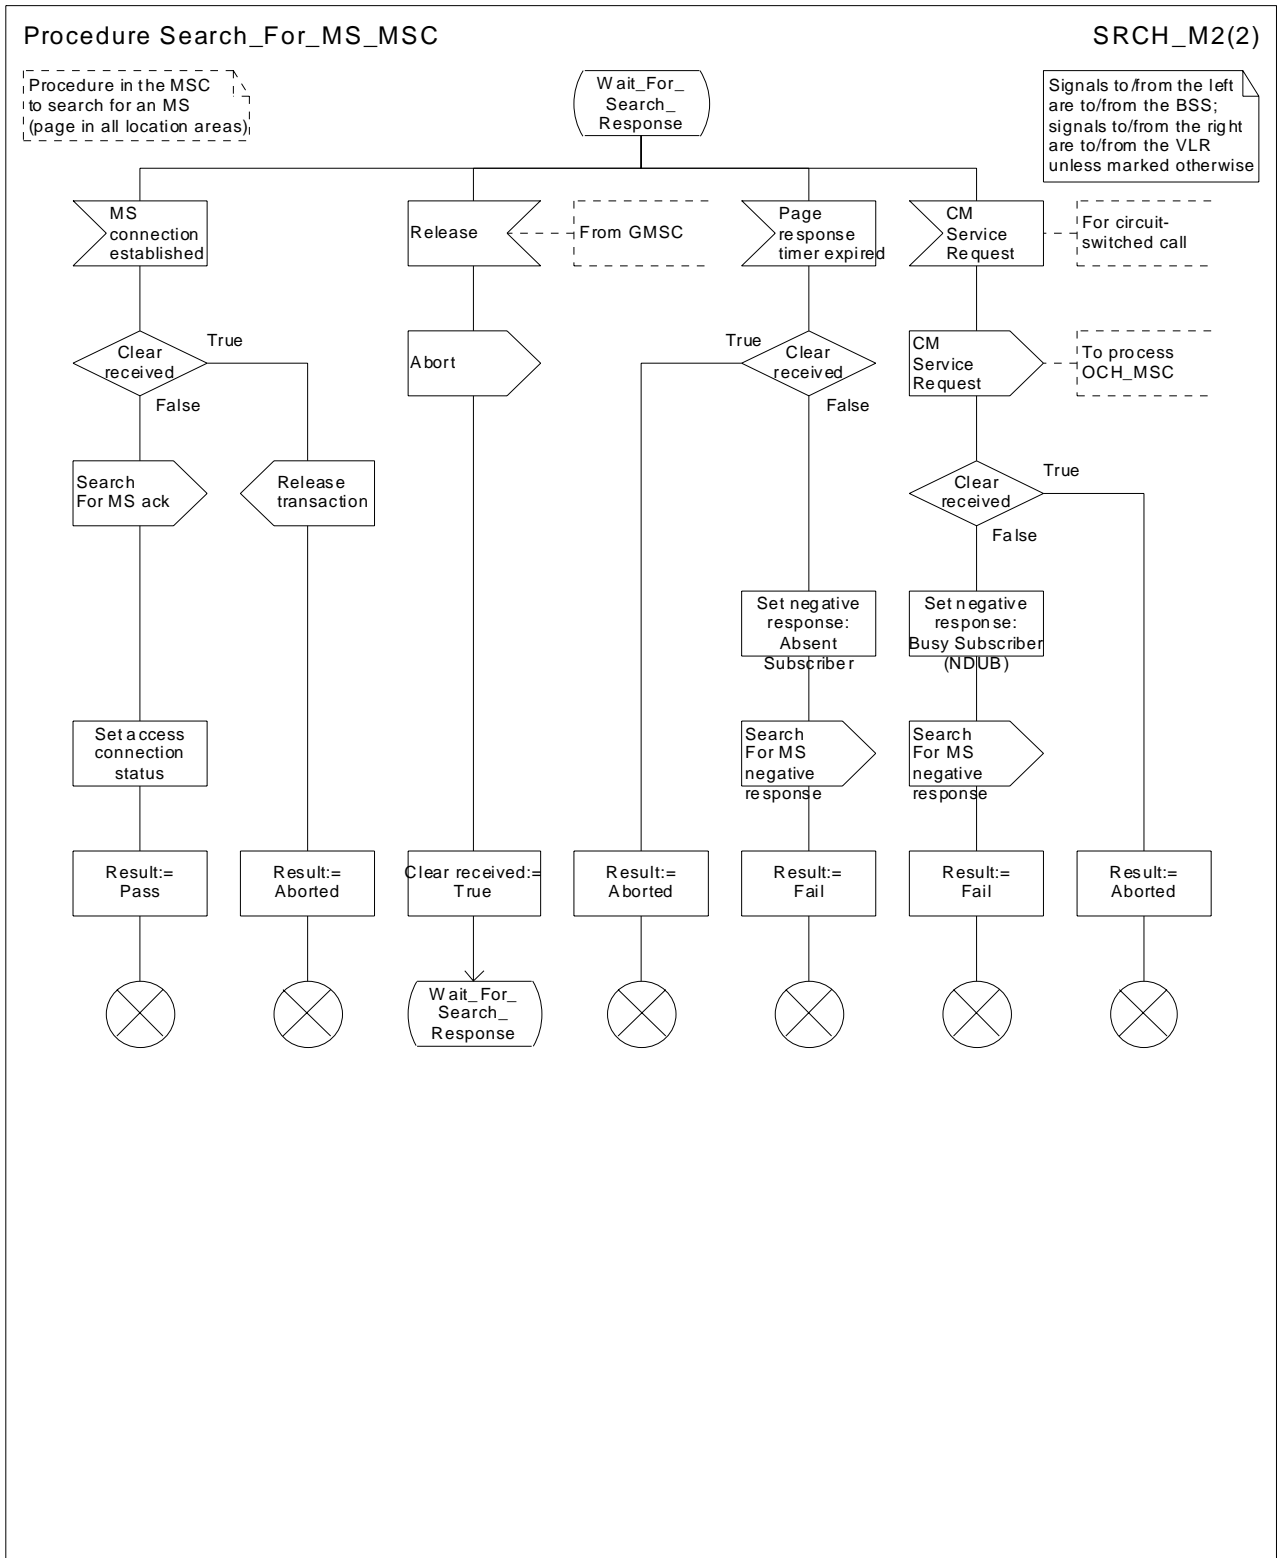 Procedure Search_For_MS_MSC
SRCH_M2(2)
Procedure in the MSC
to search for an MS
(page in all location areas)
Wait_For_
Search_
Response
Signals to/from the left
are to/from the BSS;
signals to/from the right
are to/from the VLR
unless marked otherwise
MS
connection
established
Release
From GMSC
Page
response
timer expired
CM
Service
Request
For circuit-
switched call
Clear
received
True
False
Abort
True
Clear
received
False
CM
Service
Request
To process
OCH_MSC
Search
For MS ack
Release
transaction
Clear
received
True
False
Set negative
response:
Absent
Subscriber
Set negative
response:
Busy Subscriber
(NDUB)
Set access
connection
status
Search
For MS
negative
response
Search
For MS
negative
response
Result:=
Pass
Result:=
Aborted
Clear received:=
True
Result:=
Aborted
Result:=
Fail
Result:=
Fail
Result:=
Aborted
Wait_For_
Search_
Response